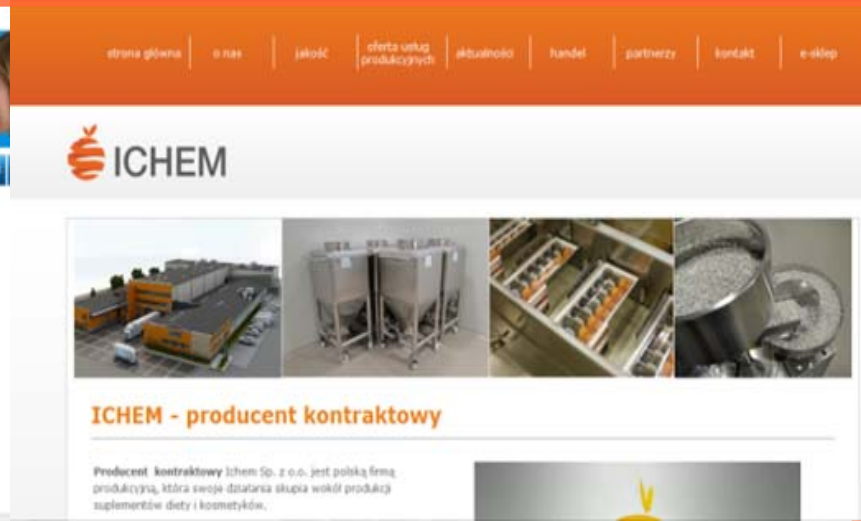 strona główna
o nas
jakość
oferta usług
produkcyjnych
aktualności
handel
partnerzy
kontakt
e-sklep
ICHEM
ICHEM - producent kontraktowy
Producent kontraktowy Ichem Sp. z o.o. jest polską firmą
produkcyjną, która swoje działania skupia wokół produkcji
suplementów diety i kosmetyków.